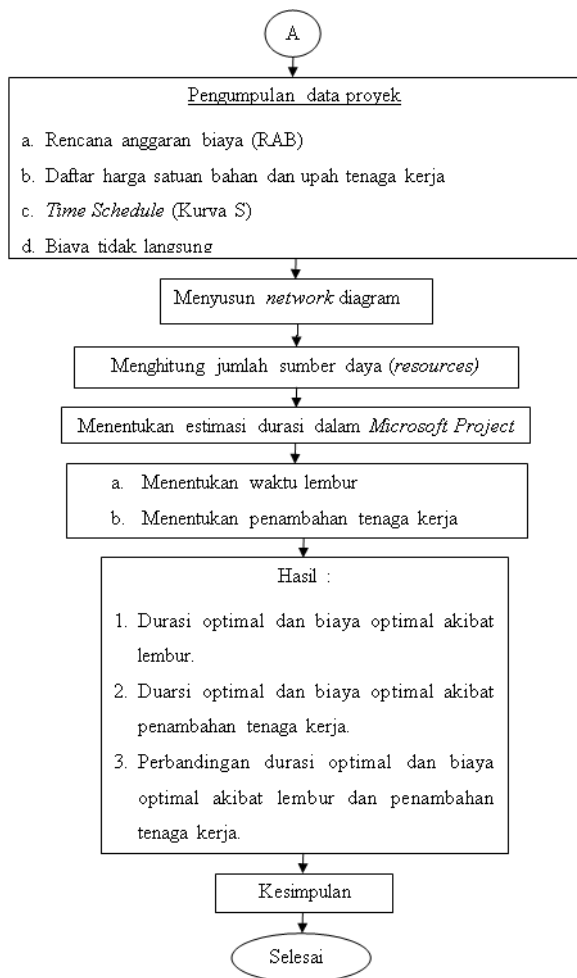 A
Pengumpulan data proyek
a. Rencana anggaran biaya (RAB)
b. Daftar harga satuan bahan dan upah tenaga kerja
c. Time Schedule (Kurva S)
d. Biaya tidak langsung
Menyusun network diagram
Menghitung jumlah sumber daya (resources)
Menentukan estimasi durasi dalam Microsoft Project
a. Menentukan waktu lembur
b. Menentukan penambahan tenaga kerja
Hasil :
1. Durasi optimal dan biaya optimal akibat
lembur.
2. Duarsi optimal dan biaya optimal akibat
penambahan tenaga kerja.
3. Perbandingan durasi optimal dan biaya
optimal akibat lembur dan penambahan
tenaga kerja.
Kesimpulan
Selesai